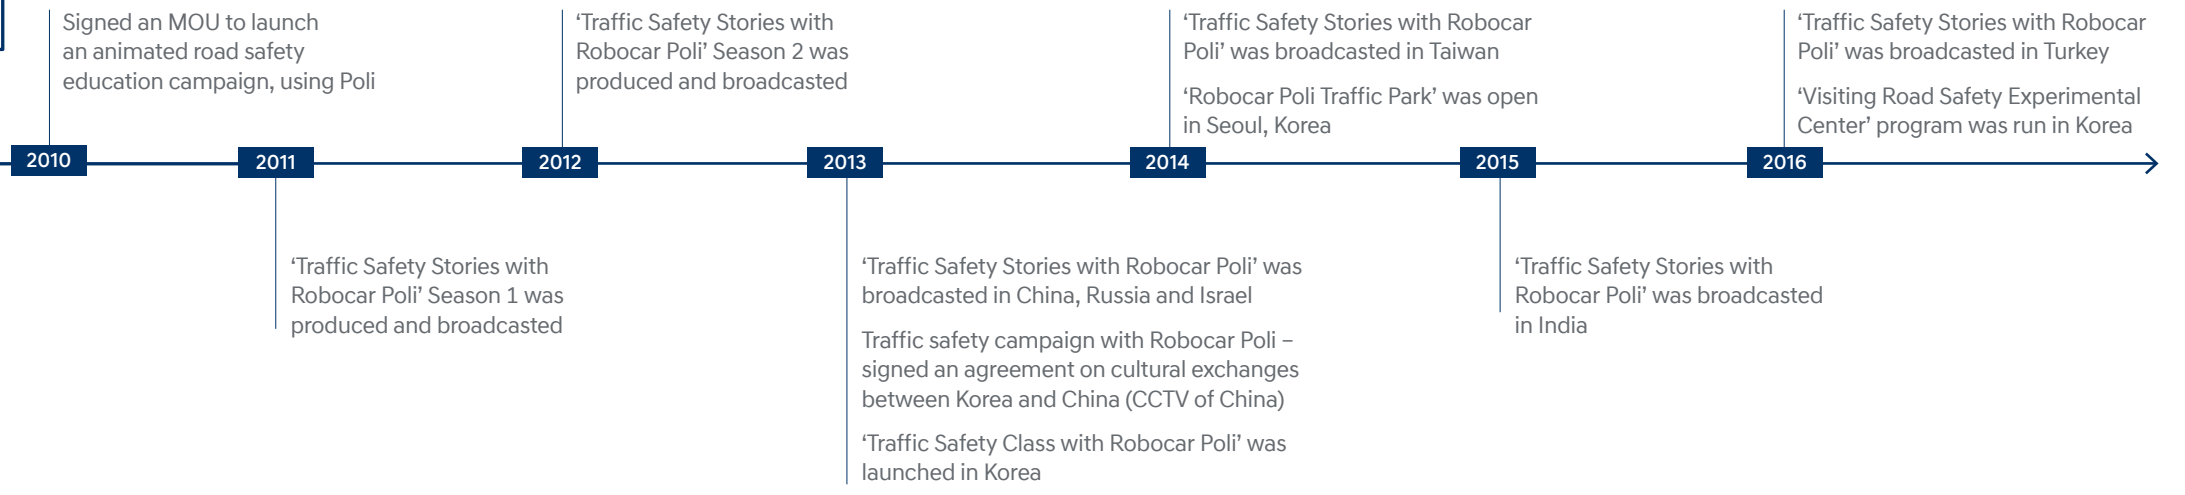 2010
Signed an MOU to launch
an animated road safety
education campaign, using Poli
2011
‘Traffic Safety Stories with
Robocar Poli’ Season 1 was
produced and broadcasted
2012
‘Traffic Safety Stories with
Robocar Poli’ Season 2 was
produced and broadcasted
2013
‘Traffic Safety Stories with Robocar Poli’ was
broadcasted in China, Russia and Israel
Traffic safety campaign with Robocar Poli –
signed an agreement on cultural exchanges
between Korea and China (CCTV of China)
‘Traffic Safety Class with Robocar Poli’ was
launched in Korea
2014
‘Traffic Safety Stories with Robocar
Poli’ was broadcasted in Taiwan
‘Robocar Poli Traffic Park’ was open
in Seoul, Korea
2015
‘Traffic Safety Stories with
Robocar Poli’ was broadcasted
in India
2016
‘Traffic Safety Stories with Robocar
Poli’ was broadcasted in Turkey
‘Visiting Road Safety Experimental
Center’ program was run in Korea